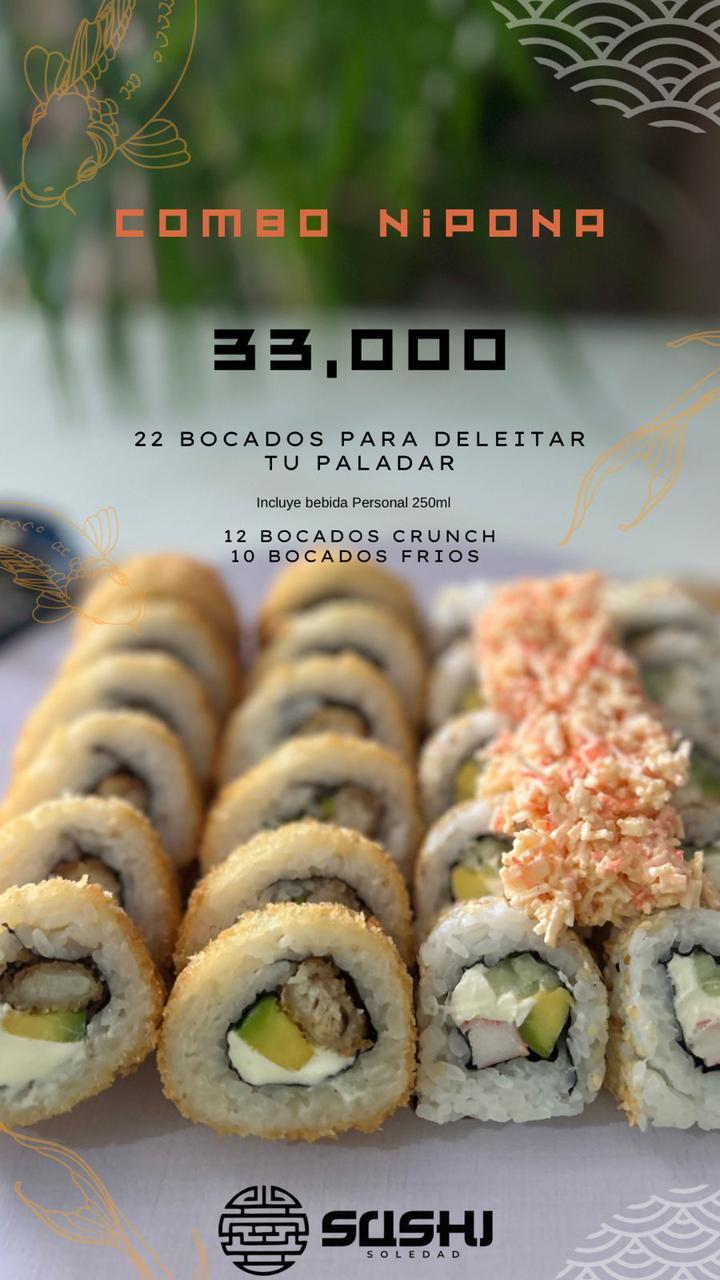 COMBO NiPONA
33,000
22 BOCADOS PARA DELEITAR
TU PALADAR
Incluye bebida Personal 250ml
12 BOCADOS CRUNCH
10 BOCADOS FRIOS
SUSHI
SOLEDAD